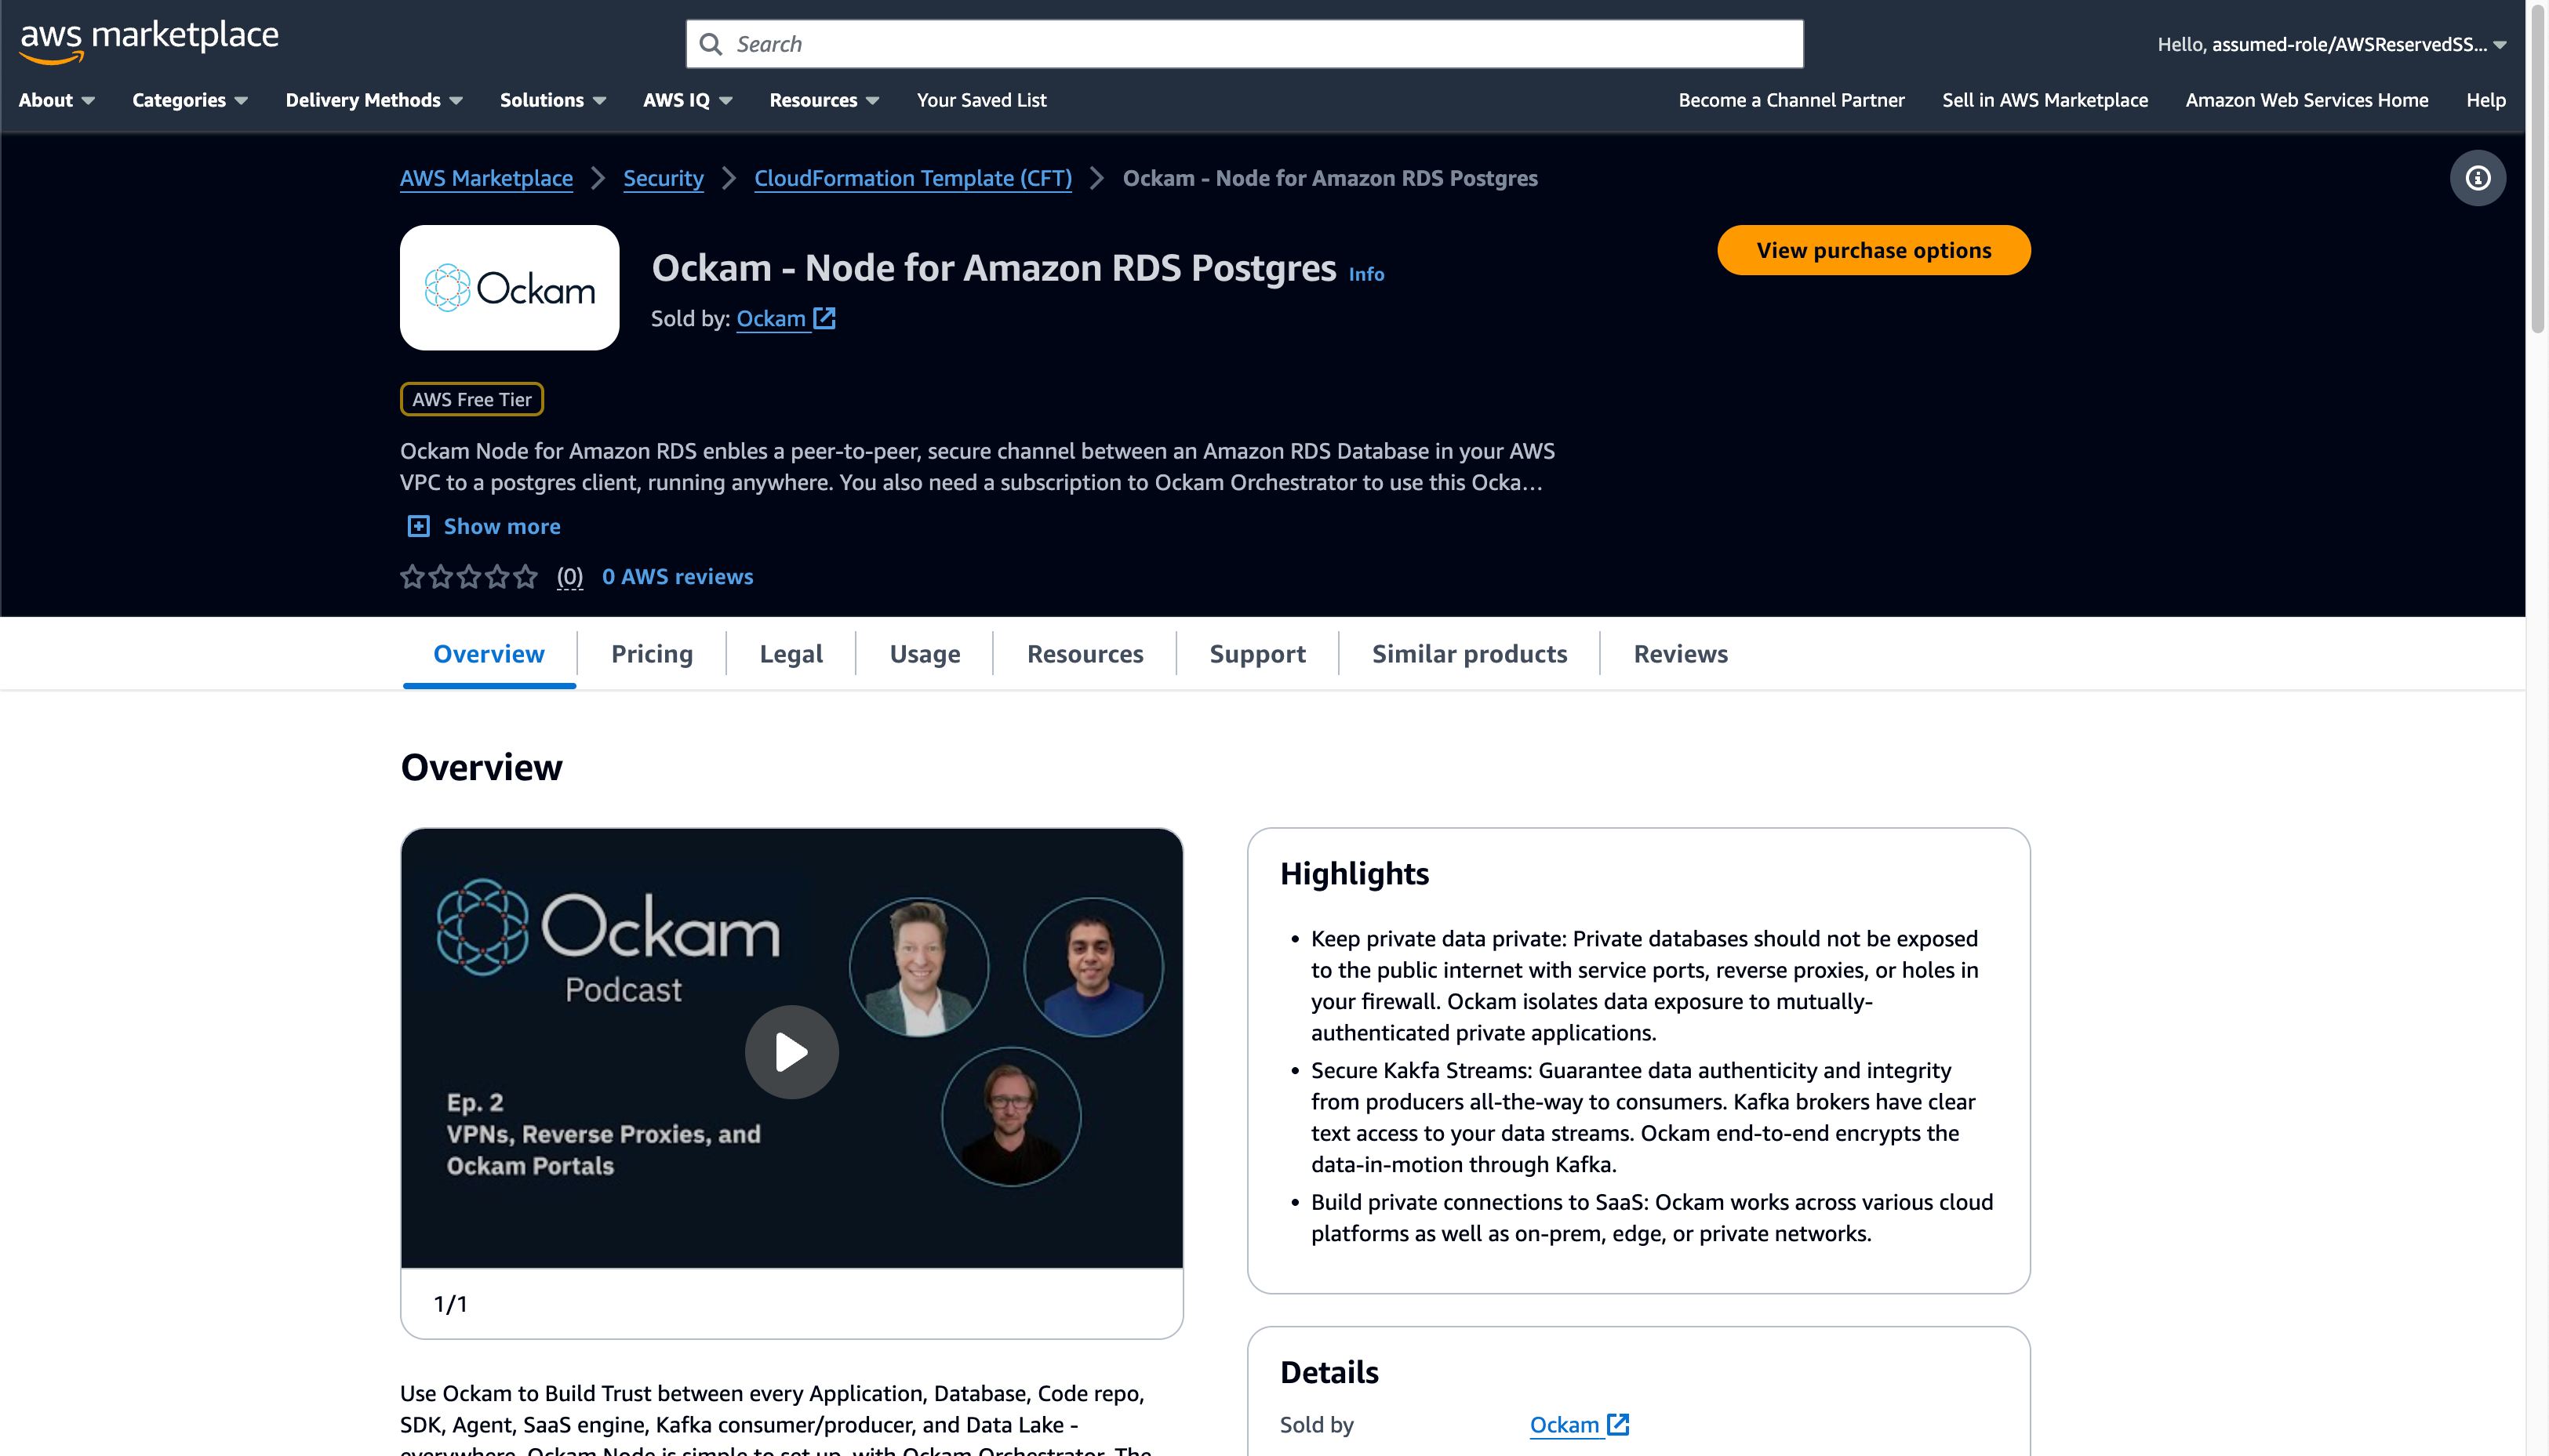 aws marketplace
Search
Hello, assumed-role/AWSReservedSS...
About
Categories
Delivery Methods
Solutions
AWS IQ
Resources
Your Saved List
Become a Channel Partner
Sell in AWS Marketplace
Amazon Web Services Home
Help
AWS Marketplace > Security > CloudFormation Template (CFT) > Ockam - Node for Amazon RDS Postgres
Ockam
Ockam - Node for Amazon RDS Postgres Info
Sold by: Ockam
View purchase options
AWS Free Tier
Ockam Node for Amazon RDS enbles a peer-to-peer, secure channel between an Amazon RDS Database in your AWS
VPC to a postgres client, running anywhere. You also need a subscription to Ockam Orchestrator to use this Ocka…
Show more
(0) 0 AWS reviews
Overview
Pricing
Legal
Usage
Resources
Support
Similar products
Reviews
Overview
Ockam
Podcast
Ep. 2
VPNs, Reverse Proxies, and
Ockam Portals
1/1
Use Ockam to Build Trust between every Application, Database, Code repo,
SDK, Agent, SaaS engine, Kafka consumer/producer, and Data Lake -
everywhere. Ockam Node is simple to set up, with Ockam Orchestrator. The
Highlights
• Keep private data private: Private databases should not be exposed
to the public internet with service ports, reverse proxies, or holes in
your firewall. Ockam isolates data exposure to mutually-
authenticated private applications.
• Secure Kakfa Streams: Guarantee data authenticity and integrity
from producers all-the-way to consumers. Kafka brokers have clear
text access to your data streams. Ockam end-to-end encrypts the
data-in-motion through Kafka.
• Build private connections to SaaS: Ockam works across various cloud
platforms as well as on-prem, edge, or private networks.
Details
Sold by
Ockam